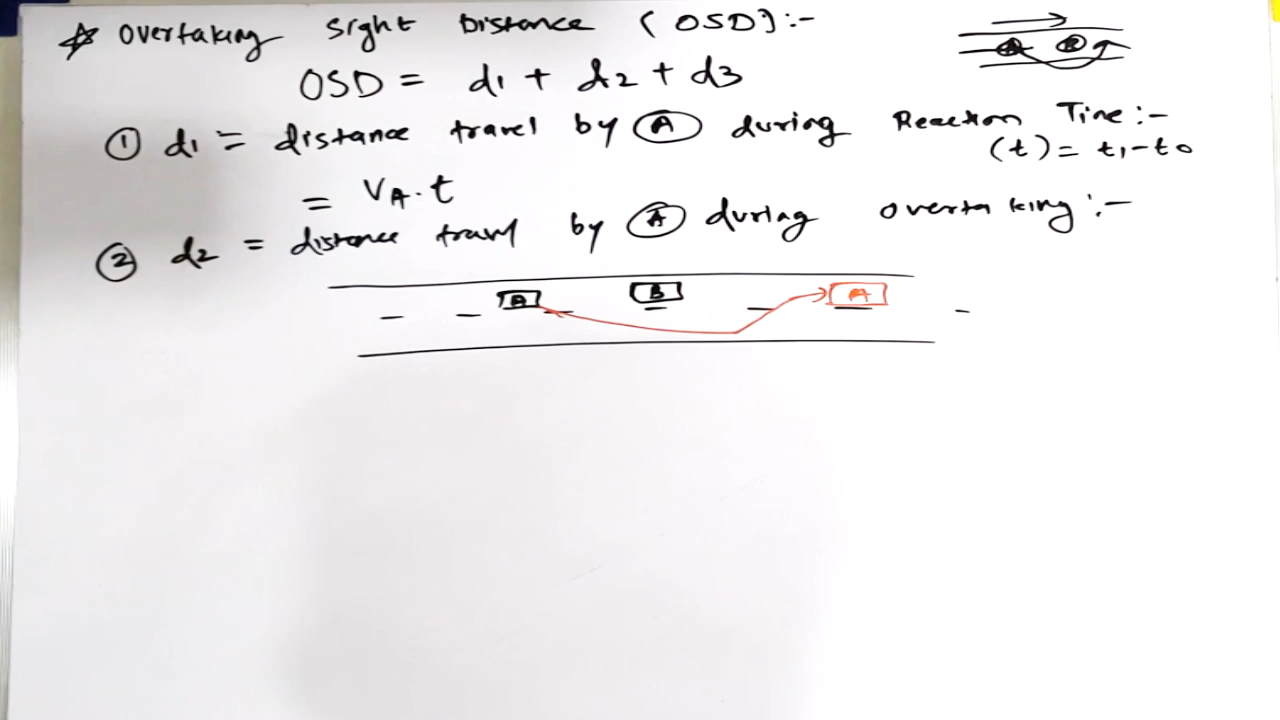 ☆ Overtaking Sight Distance (OSD):-
OSD = d1 + d2 + d3
① d1 = distance travel by Ⓐ during Reaction Time:-
(t) = t1-t0
= VA.t
② d2 = distance travl by Ⓐ during overtaking:-
A B A